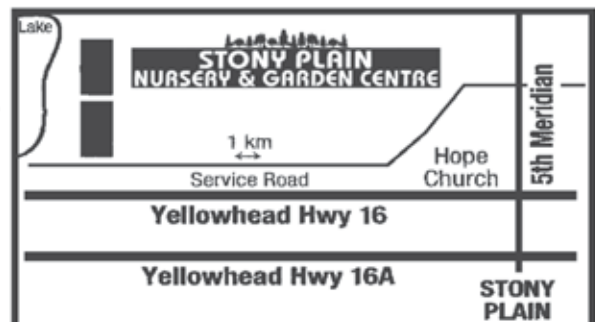 Lake
STONY PLAIN
NURSERY & GARDEN CENTRE
1 km
Service Road
Hope
Church
5th Meridian
Yellowhead Hwy 16
Yellowhead Hwy 16A
STONY
PLAIN